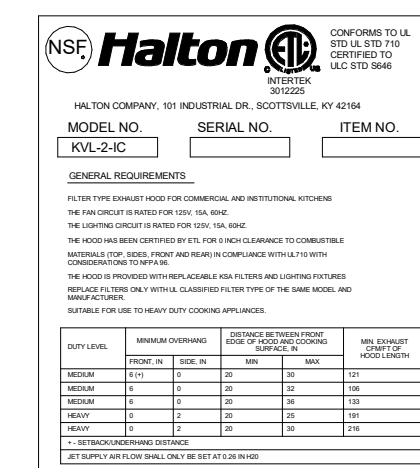 NSF Halton ETL
C LISTED US
INTERTEK
3012225
CONFORMS TO UL
STD UL STD 710
CERTIFIED TO
ULC STD S646
HALTON COMPANY, 101 INDUSTRIAL DR., SCOTTSVILLE, KY 42164
MODEL NO. SERIAL NO. ITEM NO.
KVL-2-IC
GENERAL REQUIREMENTS
FILTER TYPE EXHAUST HOOD FOR COMMERCIAL AND INSTITUTIONAL KITCHENS
THE FAN CIRCUIT IS RATED FOR 125V, 15A, 60HZ.
THE LIGHTING CIRCUIT IS RATED FOR 125V, 15A, 60HZ.
THE HOOD HAS BEEN CERTIFIED BY ETL FOR 0 INCH CLEARANCE TO COMBUSTIBLE
MATERIALS (TOP, SIDES, FRONT AND REAR) IN COMPLIANCE WITH UL710 WITH
CONSIDERATIONS TO NFPA 96.
THE HOOD IS PROVIDED WITH REPLACEABLE KSA FILTERS AND LIGHTING FIXTURES
REPLACE FILTERS ONLY WITH UL CLASSIFIED FILTER TYPE OF THE SAME MODEL AND
MANUFACTURER.
SUITABLE FOR USE TO HEAVY DUTY COOKING APPLIANCES.
DUTY LEVEL
MINIMUM OVERHANG
DISTANCE BETWEEN FRONT
EDGE OF HOOD AND COOKING
SURFACE, IN
MIN. EXHAUST
CFM/FT OF
HOOD LENGTH
FRONT, IN SIDE, IN MIN MAX
MEDIUM 6 (+) 0 20 30 121
MEDIUM 6 0 20 32 106
MEDIUM 6 0 20 36 133
HEAVY 0 2 20 25 191
HEAVY 0 2 20 30 216
+ - SETBACK/UNDERHANG DISTANCE
JET SUPPLY AIR FLOW SHALL ONLY BE SET AT 0.26 IN H20